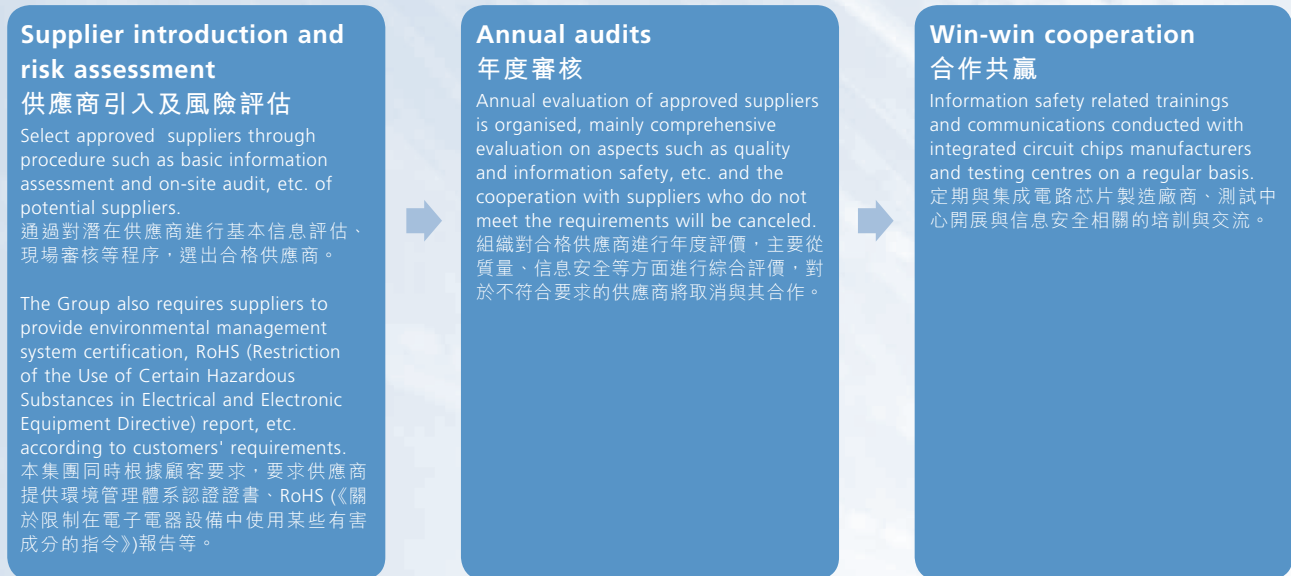 Supplier introduction and
risk assessment
供應商引入及風險評估
Select approved suppliers through
procedure such as basic information
assessment and on-site audit, etc. of
potential suppliers.
通過對潛在供應商進行基本信息評估、
現場審核等程序，選出合格供應商。
The Group also requires suppliers to
provide environmental management
system certification, RoHS (Restriction
of the Use of Certain Hazardous
Substances in Electrical and Electronic
Equipment Directive) report, etc.
according to customers' requirements.
本集團同時根據顧客要求，要求供應商
提供環境管理體系認證證書、RoHS (《關
於限制在電子電器設備中使用某些有害
成分的指令》)報告等。
Annual audits
年度審核
Annual evaluation of approved suppliers
is organised, mainly comprehensive
evaluation on aspects such as quality
and information safety, etc. and the
cooperation with suppliers who do not
meet the requirements will be canceled.
組織對合格供應商進行年度評價，主要從
質量、信息安全等方面進行綜合評價，對
於不符合要求的供應商將取消與其合作。
Win-win cooperation
合作共贏
Information safety related trainings
and communications conducted with
integrated circuit chips manufacturers
and testing centres on a regular basis.
定期與集成電路芯片製造廠商、測試中
心開展與信息安全相關的培訓與交流。